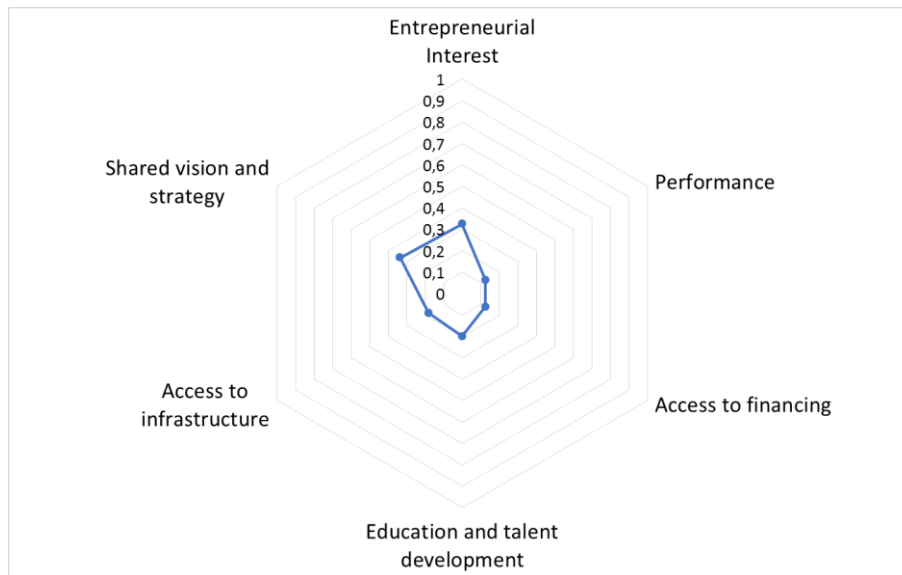 Entrepreneurial
Interest
1
0,9
0,8
0,7
0,6
0,5
0,4
0,3
0,2
0,1
0
Shared vision and
strategy
Performance
Access to
infrastructure
Access to financing
Education and talent
development